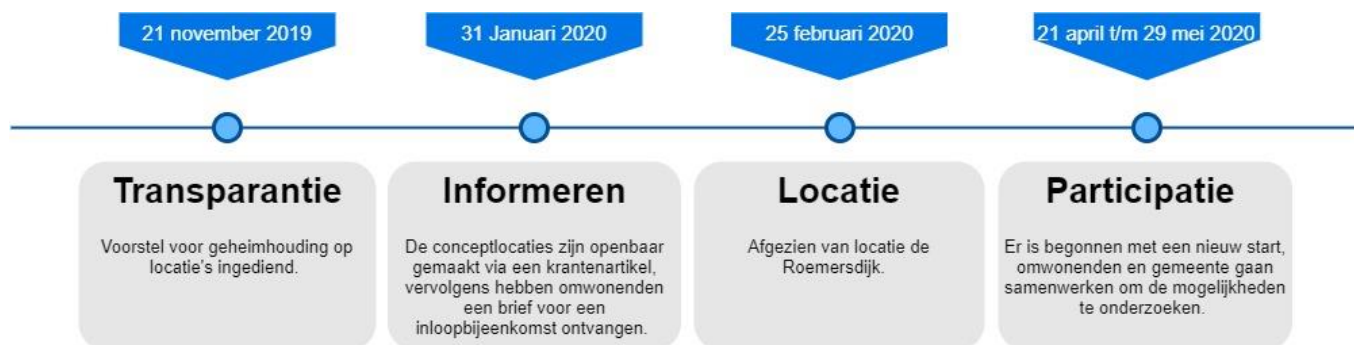 21 november 2019
31 Januari 2020
25 februari 2020
21 april t/m 29 mei 2020
Transparantie
Voorstel voor geheimhouding op
locatie's ingediend.
Informeren
De conceptlocaties zijn openbaar
gemaakt via een krantenartikel,
vervolgens hebben omwonenden
een brief voor een
inloopbijeenkomst ontvangen.
Locatie
Afgezien van locatie de
Roemersdijk.
Participatie
Er is begonnen met een nieuw start,
omwonenden en gemeente gaan
samenwerken om de mogelijkheden
te onderzoeken.